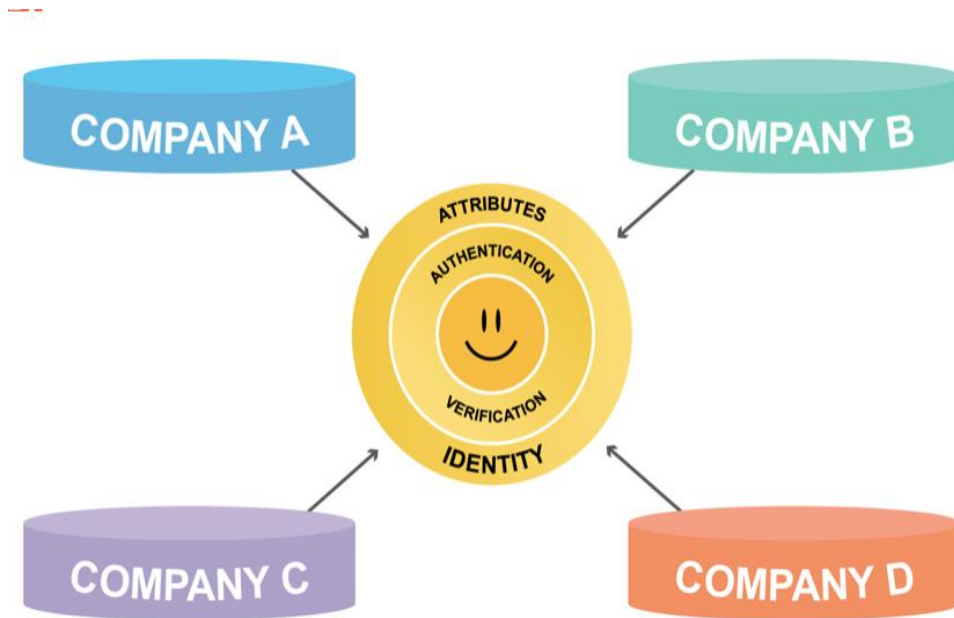 COMPANY A
COMPANY B
ATTRIBUTES
AUTHENTICATION
VERIFICATION
IDENTITY
COMPANY C
COMPANY D